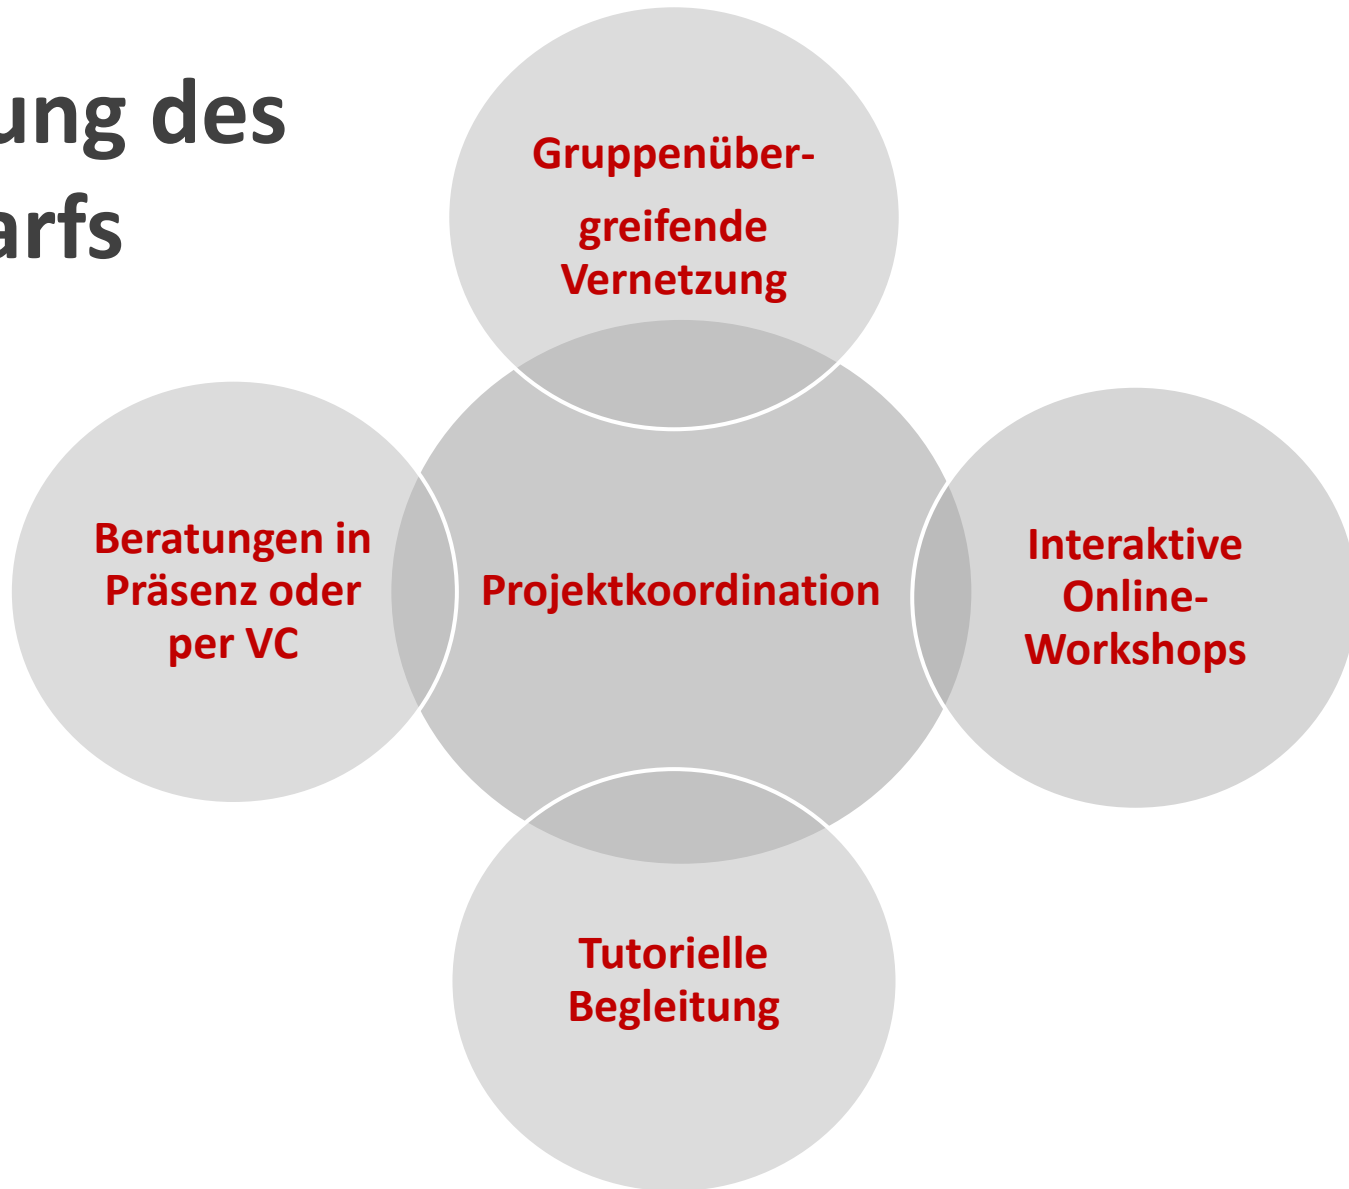 ung des
arfs
Gruppenüber-
greifende
Vernetzung
Beratungen in
Präsenz oder
per VC
Projektkoordination
Interaktive
Online-
Workshops
Tutorielle
Begleitung